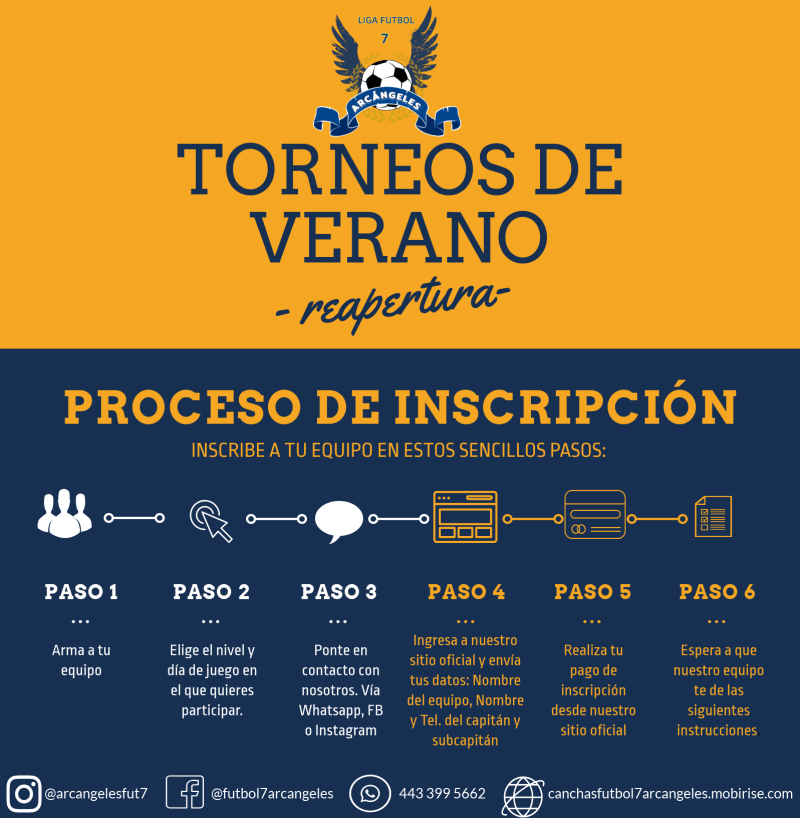 LIGA FUTBOL
7
ARCÁNGELES
TORNEOS DE
VERANO
- reapertura-
PROCESO DE INSCRIPCIÓN
INSCRIBE A TU EQUIPO EN ESTOS SENCILLOS PASOS:
PASO 1
...
Arma a tu
equipo
PASO 2
...
Elige el nivel y
día de juego en
el que quieres
participar.
PASO 3
...
Ponte en
contacto con
nosotros. Vía
Whatsapp, FB
o Instagram
PASO 4
...
Ingresa a nuestro
sitio oficial y envía
tus datos: Nombre
del equipo, Nombre
y Tel. del capitán y
subcapitán
PASO 5
...
Realiza tu
pago de
inscripción
desde nuestro
sitio oficial
PASO 6
...
Espera a que
nuestro equipo
te de las
siguientes
instrucciones.
@arcangelesfut7
@futbol7arcangeles
443 399 5662
canchasfutbol7arcangeles.mobirise.com